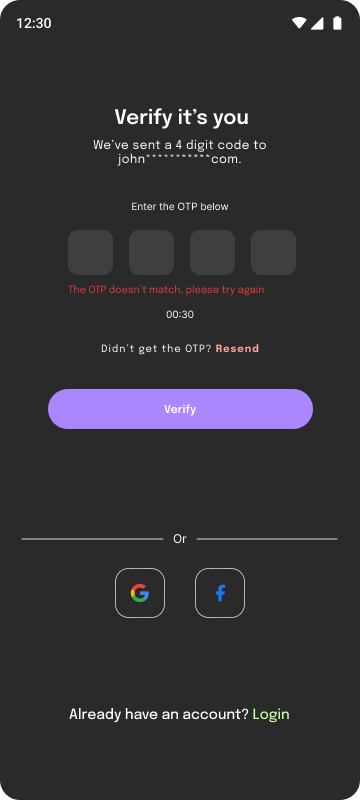 12:30
Verify it's you
We've sent a 4 digit code to
john***********com.
Enter the OTP below
The OTP doesn't match, please try again
00:30
Didn't get the OTP? Resend
Verify
Or
Already have an account? Login